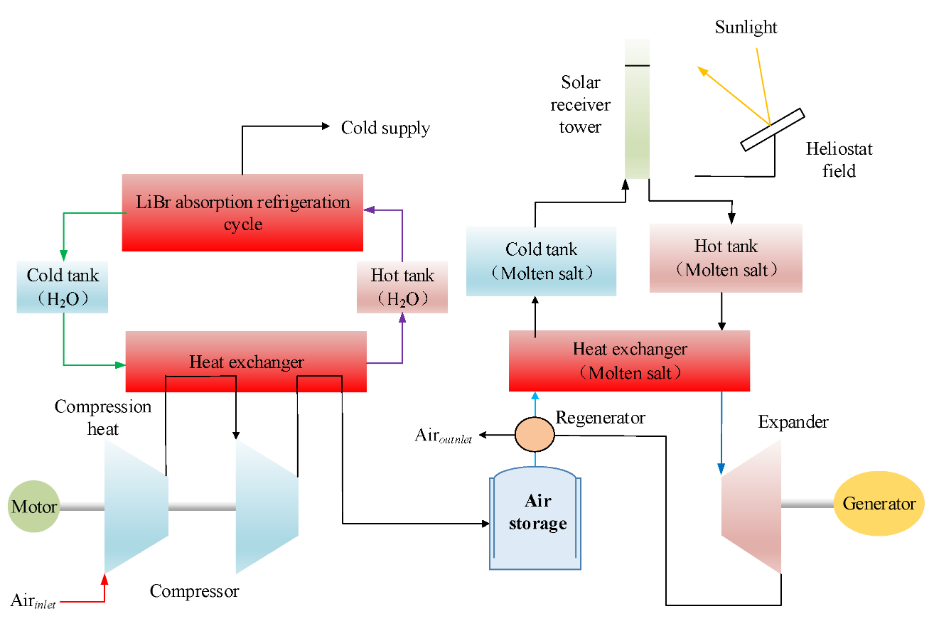 Sunlight
Solar
receiver
tower
Heliostat
field
Cold supply
LiBr absorption refrigeration
cycle
Cold tank
（H₂O）
Hot tank
（H₂O）
Cold tank
（Molten salt）
Hot tank
（Molten salt）
Heat exchanger
Heat exchanger
（Molten salt）
Compression
heat
Regenerator
Airoutnlet
Expander
Motor
Air
storage
Generator
Compressor
Airinlet